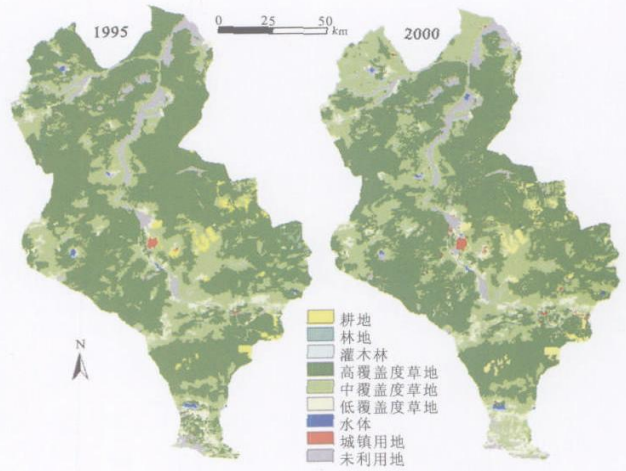 1995
0 25 50
km
2000
N
耕地
林地
灌木林
高覆盖度草地
中覆盖度草地
低覆盖度草地
水体
城镇用地
未利用地